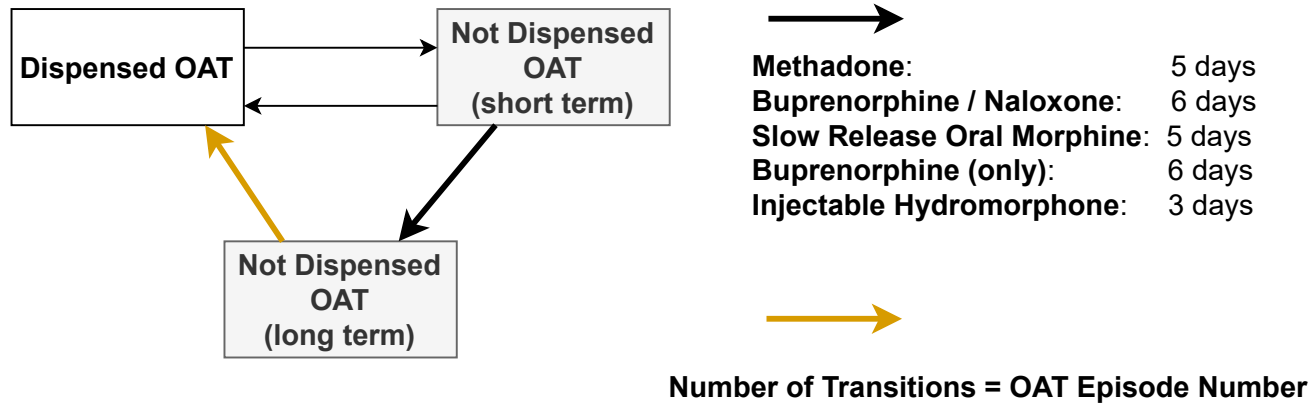 Dispensed OAT
Not Dispensed
OAT
(short term)
Not Dispensed
OAT
(long term)
Methadone: 5 days
Buprenorphine / Naloxone: 6 days
Slow Release Oral Morphine: 5 days
Buprenorphine (only): 6 days
Injectable Hydromorphone: 3 days
Number of Transitions = OAT Episode Number